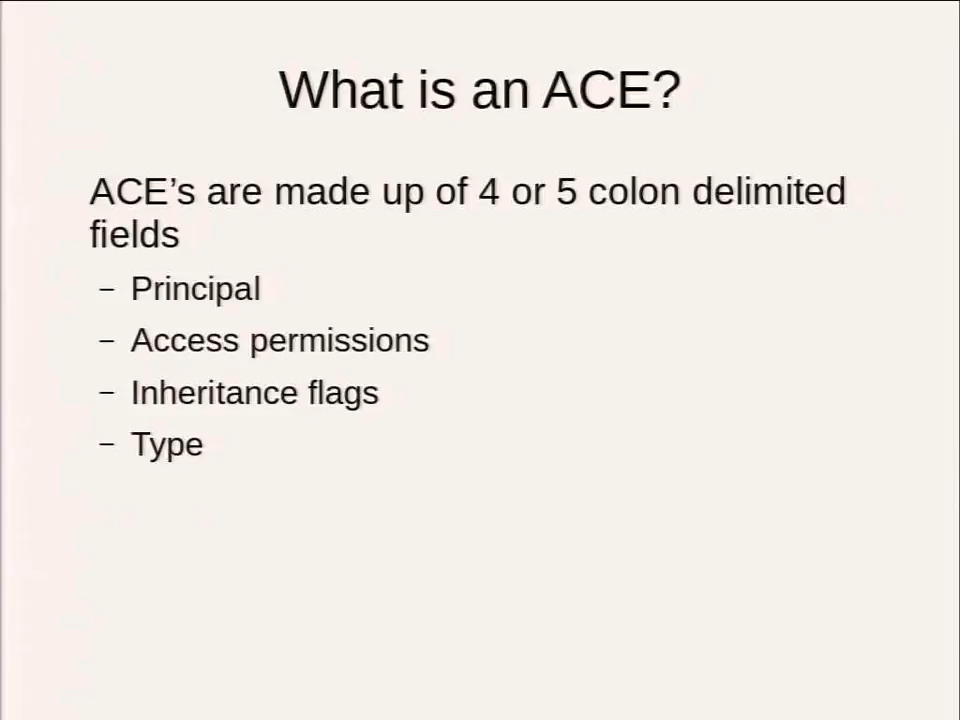 What is an ACE?
ACE’s are made up of 4 or 5 colon delimited
fields
– Principal
– Access permissions
– Inheritance flags
– Type